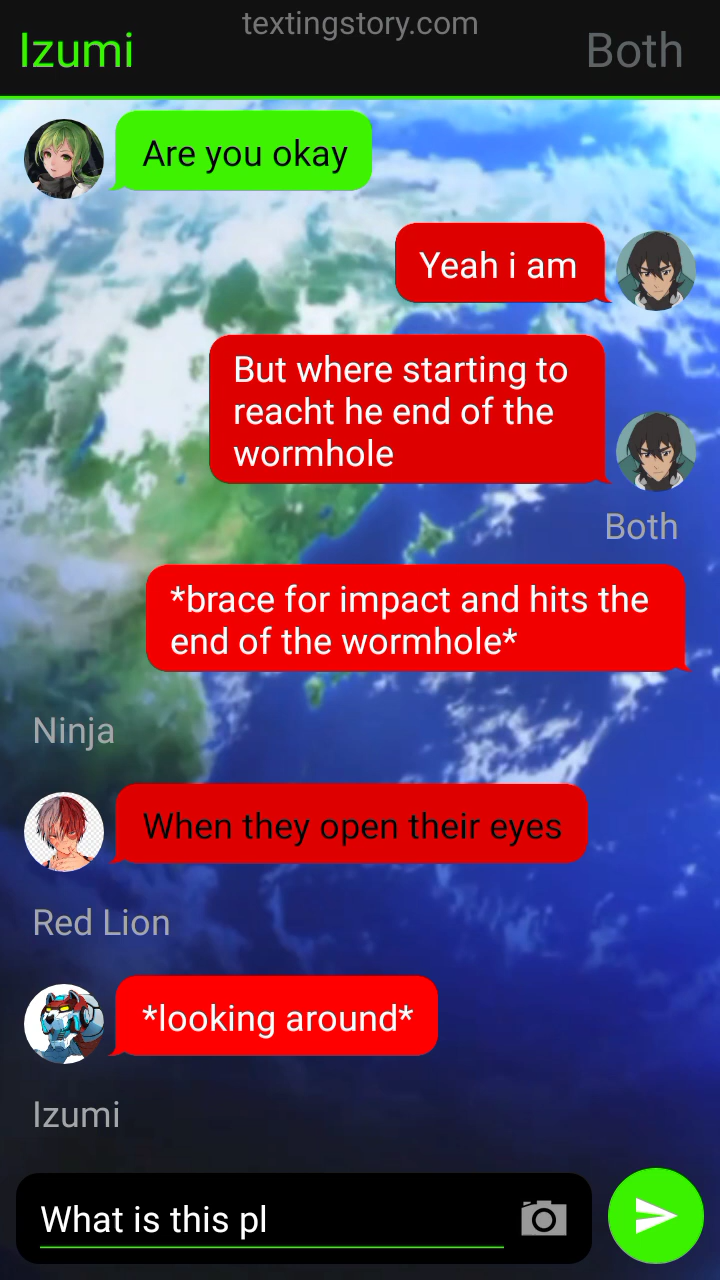 textingstory.com
Izumi
Both
Are you okay
Yeah i am
But where starting to
reacht he end of the
wormhole
Both
*brace for impact and hits the
end of the wormhole*
Ninja
When they open their eyes
Red Lion
*looking around*
Izumi
What is this pl